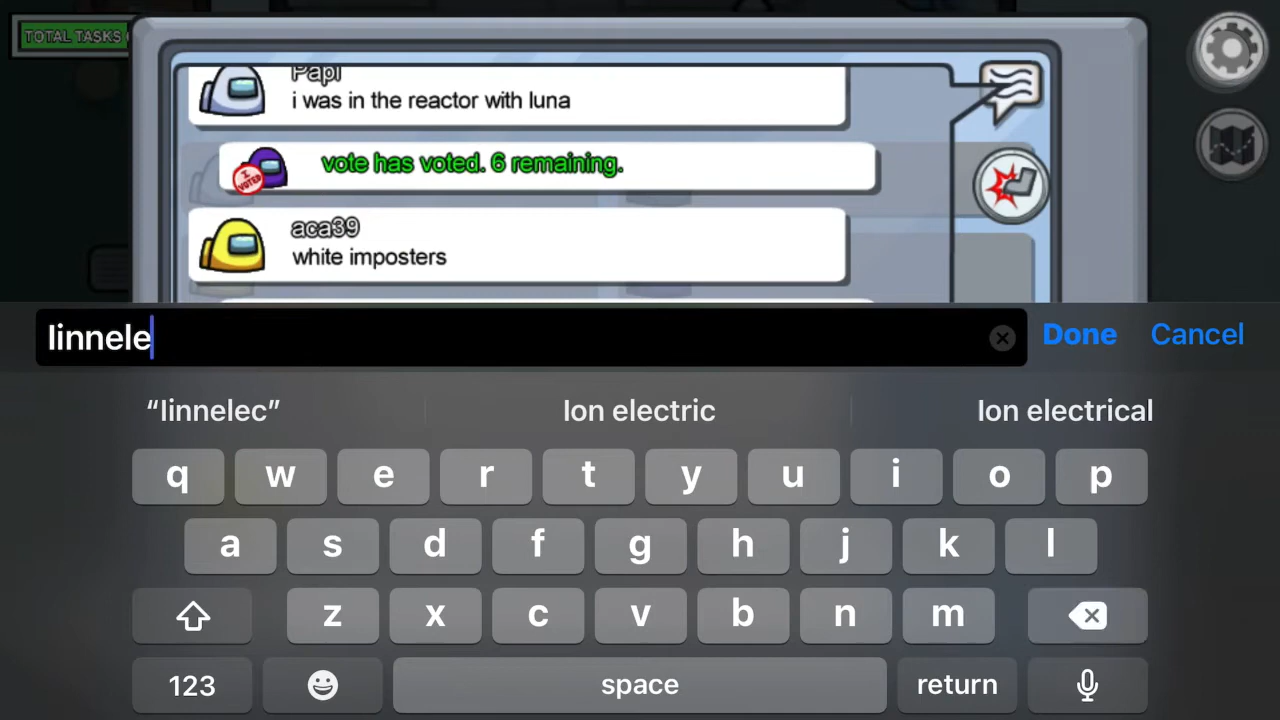 TOTAL TASKS
Papi
i was in the reactor with luna
I VOTED
vote has voted. 6 remaining.
aca39
white imposters
linnele
Done
Cancel
“linnelec”
Ion electric
Ion electrical
q w e r t y u i o p
a s d f g h j k l
z x c v b n m
123
space
return